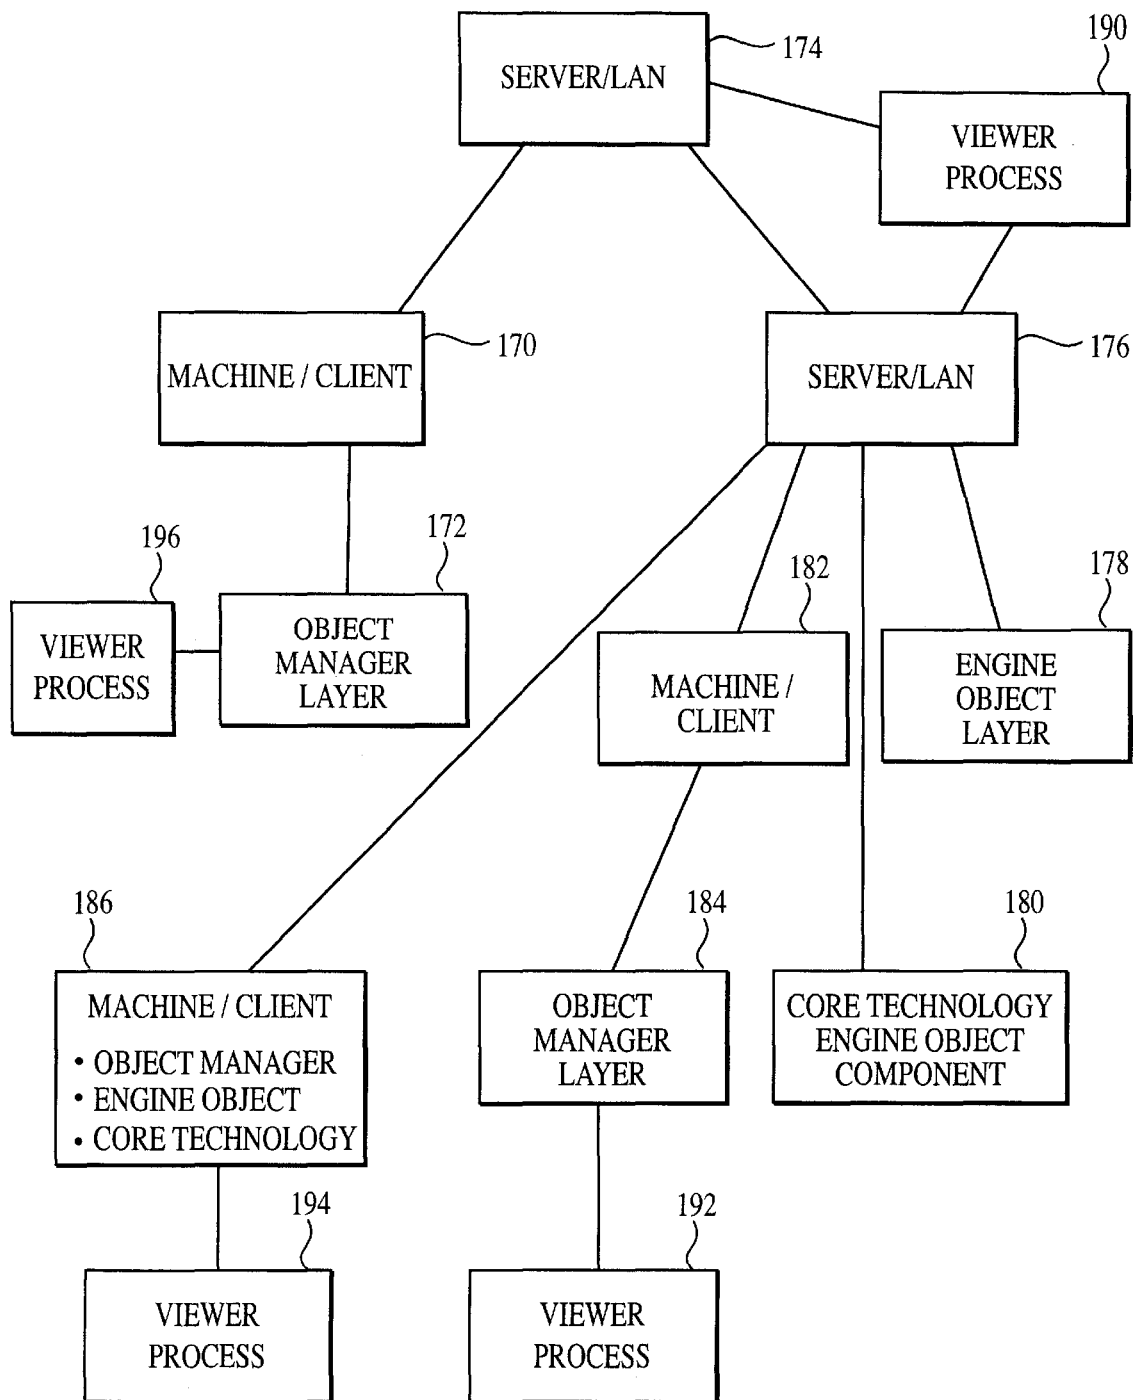 SERVER/LAN
174
190
VIEWER
PROCESS
MACHINE / CLIENT
170
SERVER/LAN
176
196
VIEWER
PROCESS
172
OBJECT
MANAGER
LAYER
182
MACHINE /
CLIENT
178
ENGINE
OBJECT
LAYER
186
MACHINE / CLIENT
• OBJECT MANAGER
• ENGINE OBJECT
• CORE TECHNOLOGY
184
OBJECT
MANAGER
LAYER
180
CORE TECHNOLOGY
ENGINE OBJECT
COMPONENT
194
VIEWER
PROCESS
192
VIEWER
PROCESS